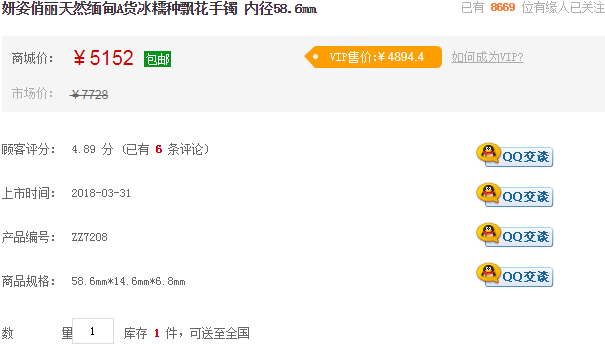 妍姿俏丽天然缅甸A货冰糯种飘花手镯 内径58.6mm
已有 8669 位有缘人已关注
商城价： ￥5152 包邮 VIP售价:￥4894.4 如何成为VIP?
市场价： ￥7728
顾客评分： 4.89 分 (已有 6 条评论) QQ交谈
上市时间： 2018-03-31 QQ交谈
产品编号： ZZ7208 QQ交谈
商品规格： 58.6mm*14.6mm*6.8mm QQ交谈
数 量 1 库存 1 件，可送至全国